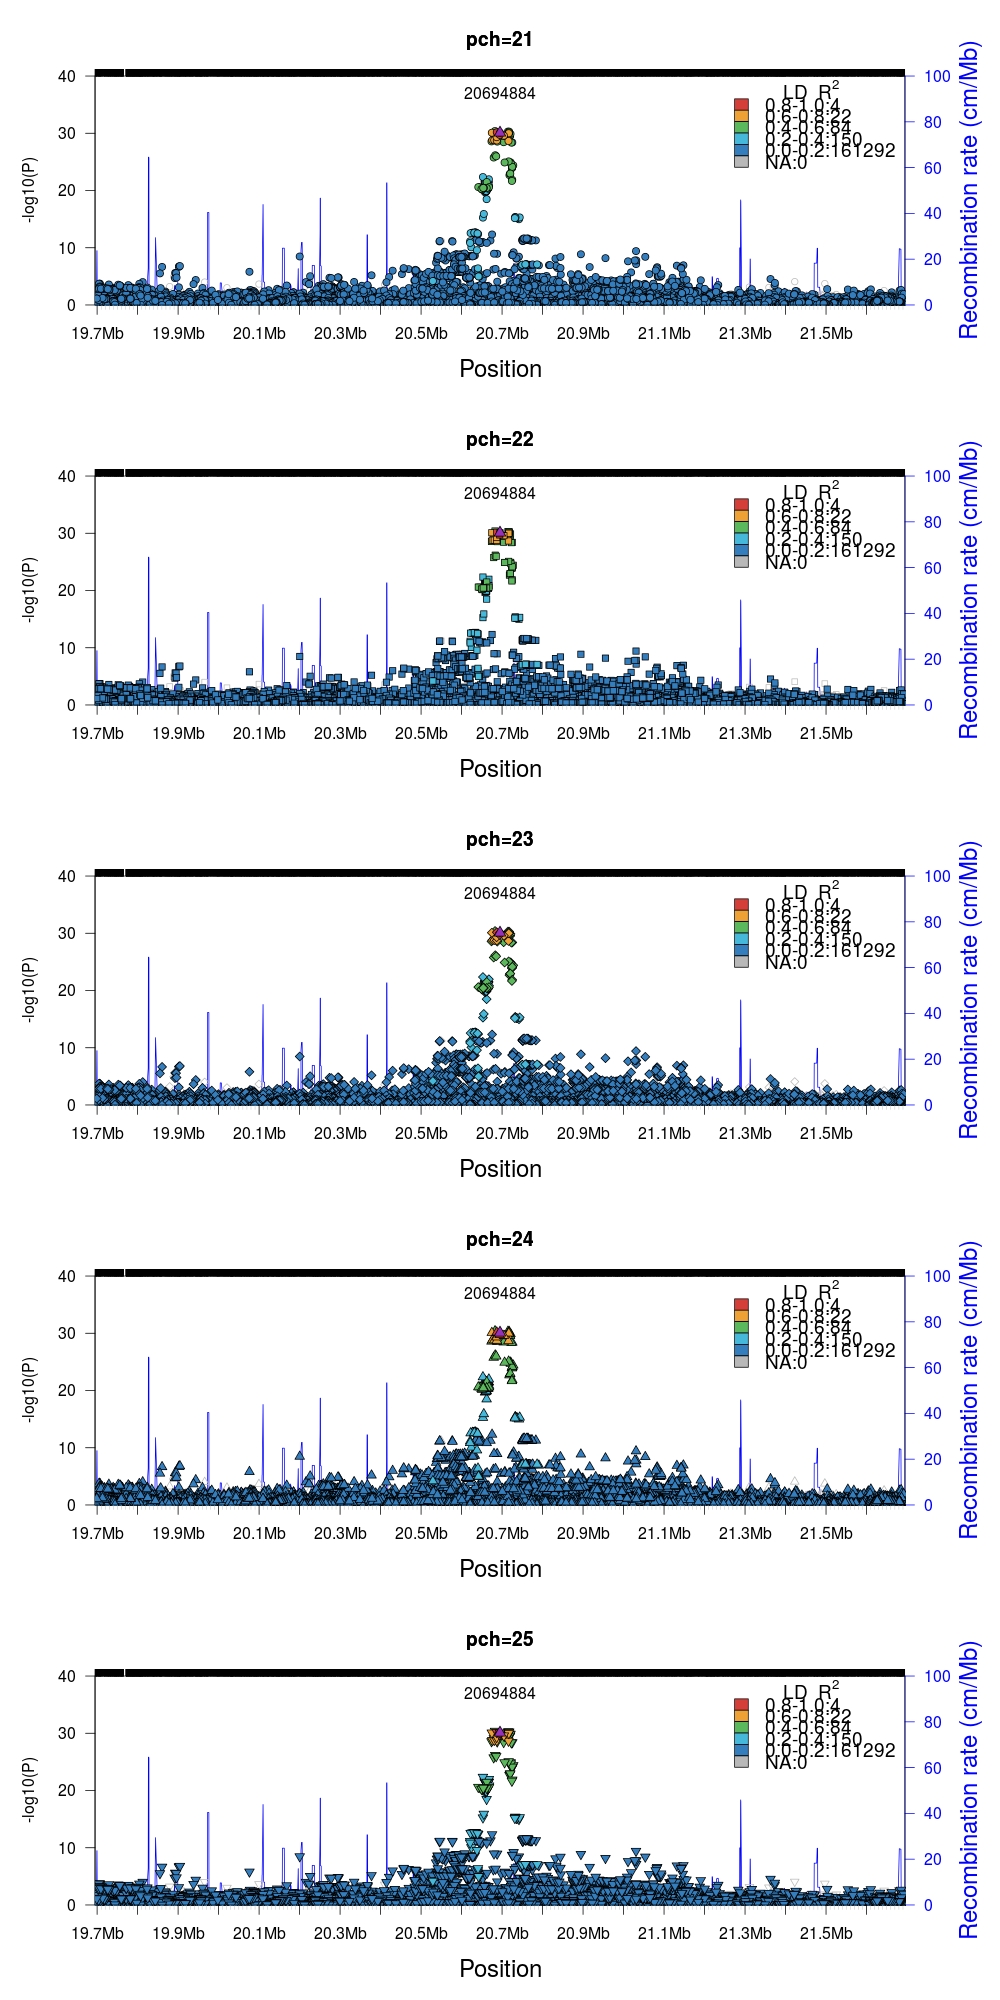 pch=21
20694884
LD R2
0.8-1.0:4
0.6-0.8:22
0.4-0.6:84
0.2-0.4:150
0.0-0.2:161292
NA:0
40
30
20
10
0
-log10(P)
100
80
60
40
20
0
Recombination rate (cm/Mb)
19.7Mb 19.9Mb 20.1Mb 20.3Mb 20.5Mb 20.7Mb 20.9Mb 21.1Mb 21.3Mb 21.5Mb
Position
pch=22
20694884
LD R2
0.8-1.0:4
0.6-0.8:22
0.4-0.6:84
0.2-0.4:150
0.0-0.2:161292
NA:0
40
30
20
10
0
-log10(P)
100
80
60
40
20
0
Recombination rate (cm/Mb)
19.7Mb 19.9Mb 20.1Mb 20.3Mb 20.5Mb 20.7Mb 20.9Mb 21.1Mb 21.3Mb 21.5Mb
Position
pch=23
20694884
LD R2
0.8-1.0:4
0.6-0.8:22
0.4-0.6:84
0.2-0.4:150
0.0-0.2:161292
NA:0
40
30
20
10
0
-log10(P)
100
80
60
40
20
0
Recombination rate (cm/Mb)
19.7Mb 19.9Mb 20.1Mb 20.3Mb 20.5Mb 20.7Mb 20.9Mb 21.1Mb 21.3Mb 21.5Mb
Position
pch=24
20694884
LD R2
0.8-1.0:4
0.6-0.8:22
0.4-0.6:84
0.2-0.4:150
0.0-0.2:161292
NA:0
40
30
20
10
0
-log10(P)
100
80
60
40
20
0
Recombination rate (cm/Mb)
19.7Mb 19.9Mb 20.1Mb 20.3Mb 20.5Mb 20.7Mb 20.9Mb 21.1Mb 21.3Mb 21.5Mb
Position
pch=25
20694884
LD R2
0.8-1.0:4
0.6-0.8:22
0.4-0.6:84
0.2-0.4:150
0.0-0.2:161292
NA:0
40
30
20
10
0
-log10(P)
100
80
60
40
20
0
Recombination rate (cm/Mb)
19.7Mb 19.9Mb 20.1Mb 20.3Mb 20.5Mb 20.7Mb 20.9Mb 21.1Mb 21.3Mb 21.5Mb
Position